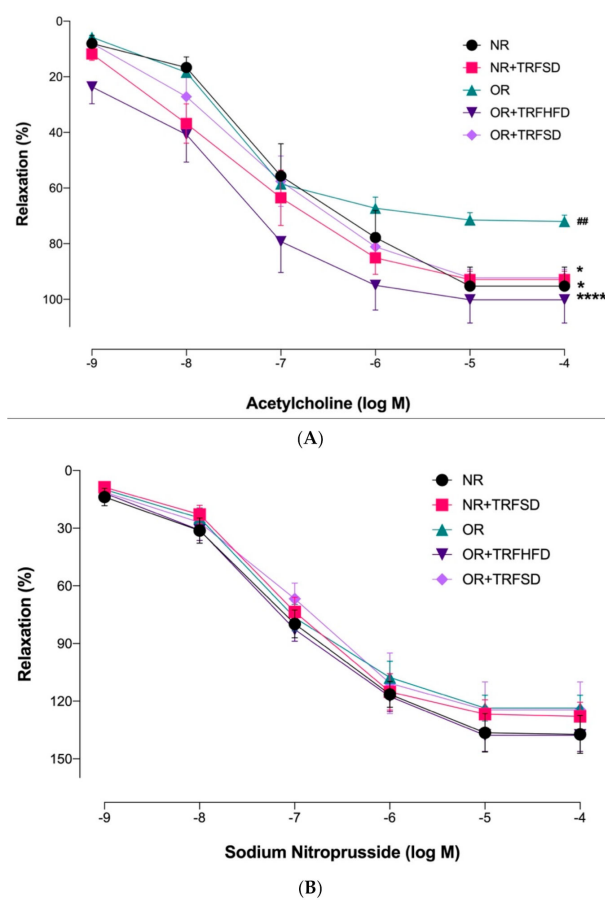 0
20
40
60
80
100
Relaxation (%)
NR
NR+TRFSD
OR
OR+TRFHFD
OR+TRFSD
##
*
*
****
-9 -8 -7 -6 -5 -4
Acetylcholine (log M)
(A)
0
30
60
90
120
150
Relaxation (%)
NR
NR+TRFSD
OR
OR+TRFHFD
OR+TRFSD
-9 -8 -7 -6 -5 -4
Sodium Nitroprusside (log M)
(B)